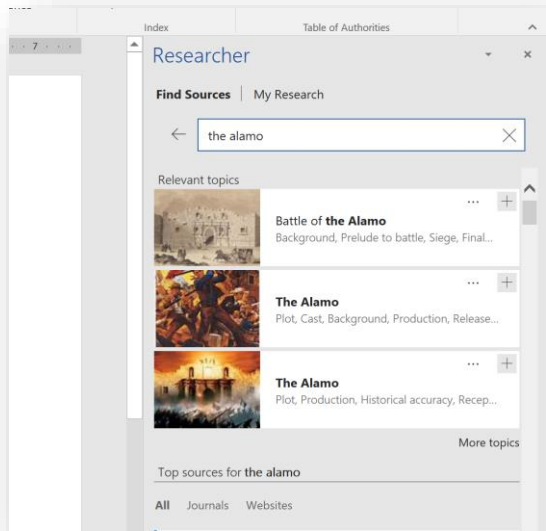 Index Table of Authorities
7
Researcher
Find Sources | My Research
the alamo
Relevant topics
Battle of the Alamo
Background, Prelude to battle, Siege, Final...
The Alamo
Plot, Cast, Background, Production, Release...
The Alamo
Plot, Production, Historical accuracy, Recep...
More topics
Top sources for the alamo
All Journals Websites